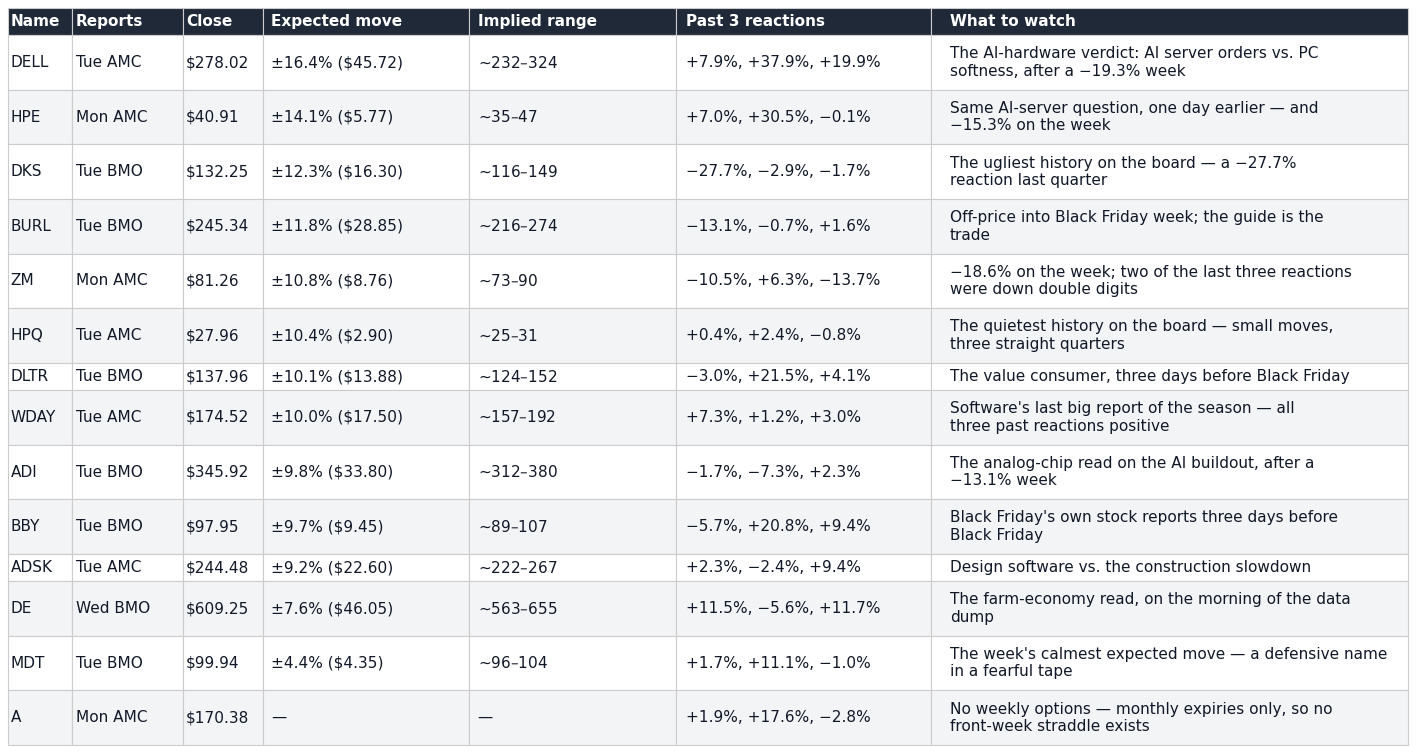 Name Reports Close Expected move Implied range Past 3 reactions What to watch
DELL Tue AMC $278.02 ±16.4% ($45.72) ~232–324 +7.9%, +37.9%, +19.9% The AI-hardware verdict: AI server orders vs. PC
softness, after a −19.3% week
HPE Mon AMC $40.91 ±14.1% ($5.77) ~35–47 +7.0%, +30.5%, −0.1% Same AI-server question, one day earlier — and
−15.3% on the week
DKS Tue BMO $132.25 ±12.3% ($16.30) ~116–149 −27.7%, −2.9%, −1.7% The ugliest history on the board — a −27.7%
reaction last quarter
BURL Tue BMO $245.34 ±11.8% ($28.85) ~216–274 −13.1%, −0.7%, +1.6% Off-price into Black Friday week; the guide is the
trade
ZM Mon AMC $81.26 ±10.8% ($8.76) ~73–90 −10.5%, +6.3%, −13.7% −18.6% on the week; two of the last three reactions
were down double digits
HPQ Tue AMC $27.96 ±10.4% ($2.90) ~25–31 +0.4%, +2.4%, −0.8% The quietest history on the board — small moves,
three straight quarters
DLTR Tue BMO $137.96 ±10.1% ($13.88) ~124–152 −3.0%, +21.5%, +4.1% The value consumer, three days before Black Friday
WDAY Tue AMC $174.52 ±10.0% ($17.50) ~157–192 +7.3%, +1.2%, +3.0% Software's last big report of the season — all
three past reactions positive
ADI Tue BMO $345.92 ±9.8% ($33.80) ~312–380 −1.7%, −7.3%, +2.3% The analog-chip read on the AI buildout, after a
−13.1% week
BBY Tue BMO $97.95 ±9.7% ($9.45) ~89–107 −5.7%, +20.8%, +9.4% Black Friday's own stock reports three days before
Black Friday
ADSK Tue AMC $244.48 ±9.2% ($22.60) ~222–267 +2.3%, −2.4%, +9.4% Design software vs. the construction slowdown
DE Wed BMO $609.25 ±7.6% ($46.05) ~563–655 +11.5%, −5.6%, +11.7% The farm-economy read, on the morning of the data
dump
MDT Tue BMO $99.94 ±4.4% ($4.35) ~96–104 +1.7%, +11.1%, −1.0% The week's calmest expected move — a defensive name
in a fearful tape
A Mon AMC $170.38 — — +1.9%, +17.6%, −2.8% No weekly options — monthly expiries only, so no
front-week straddle exists